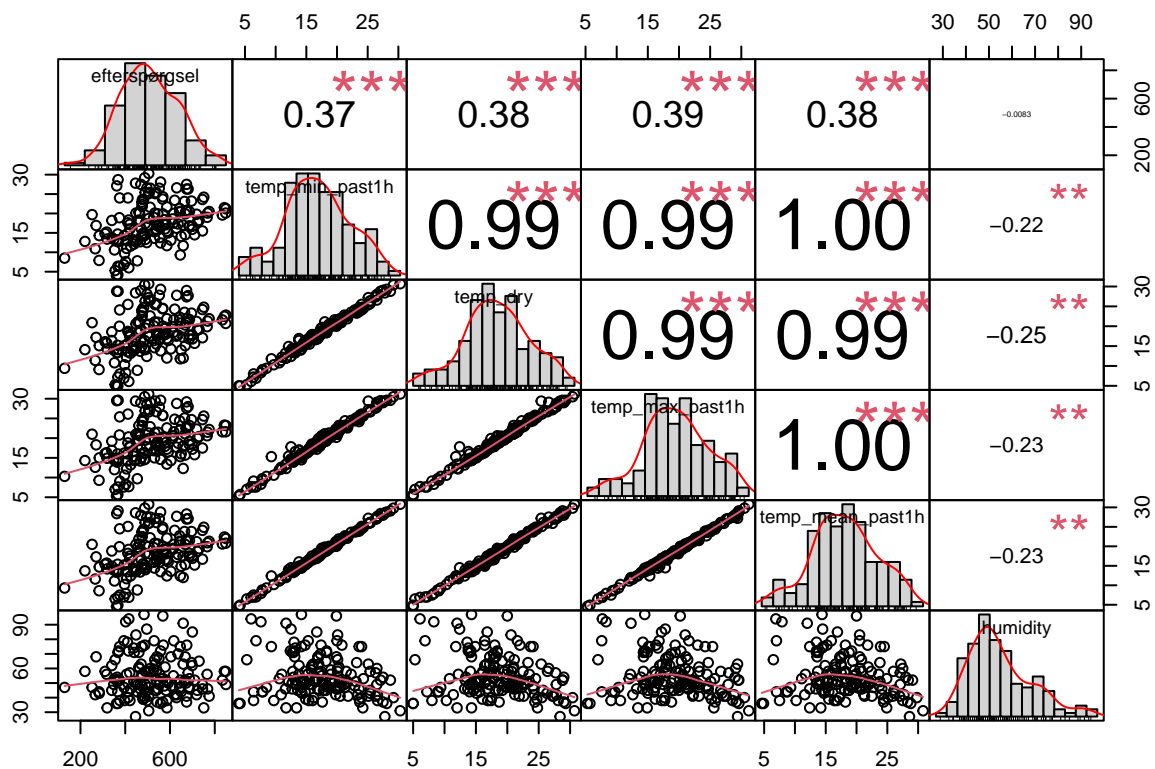 5 15 25 5 15 25 30 50 70 90
efterspørgsel *** 0.37 *** 0.38 *** 0.39 *** 0.38 −0.0083 200 600
5 15 30 temp_min_past1h *** 0.99 *** 0.99 *** 1.00 ** −0.22
temp_dry *** 0.99 *** 0.99 ** −0.25 5 15 30
5 15 30 temp_max_past1h *** 1.00 ** −0.23
temp_mean_past1h ** −0.23 5 15 30
30 60 90 humidity
200 600 5 15 25 5 15 25